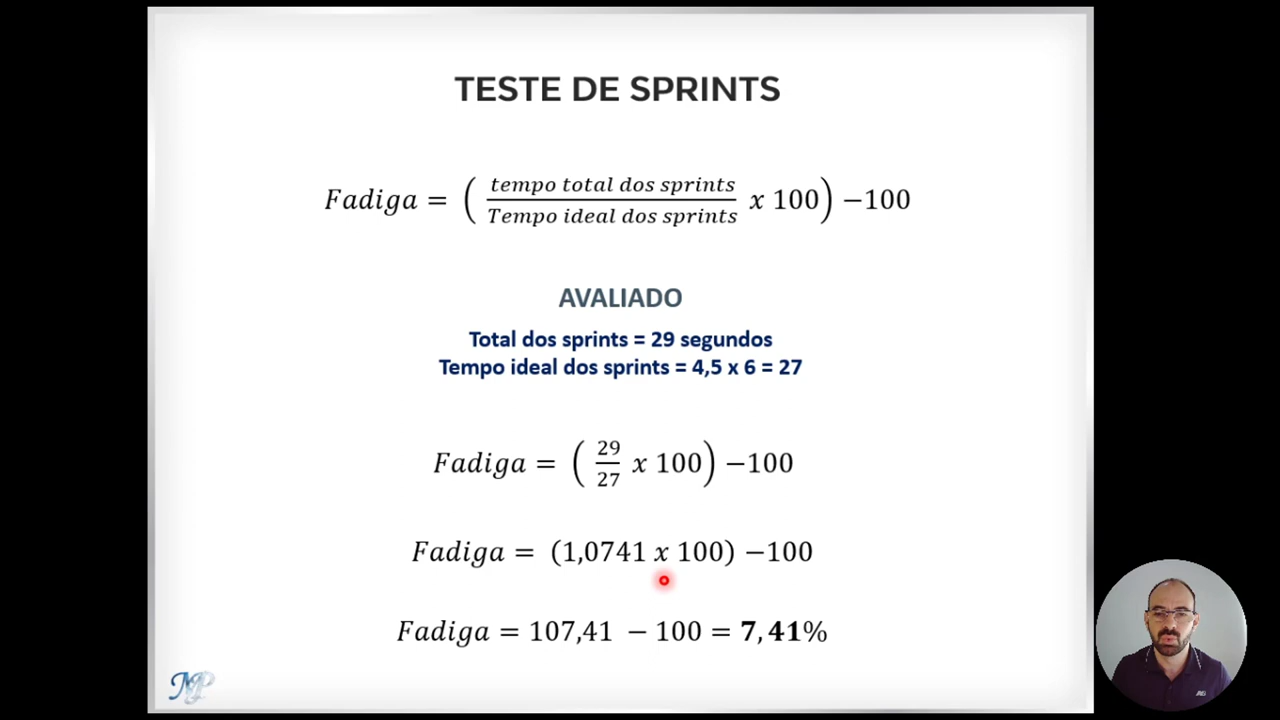 TESTE DE SPRINTS
Fadiga = ( tempo total dos sprints / Tempo ideal dos sprints x 100) −100
AVALIADO
Total dos sprints = 29 segundos
Tempo ideal dos sprints = 4,5 x 6 = 27
Fadiga = ( 29 / 27 x 100) −100
Fadiga = (1,0741 x 100) −100
Fadiga = 107,41 − 100 = 7,41%